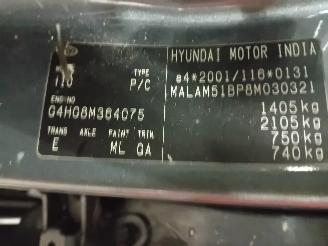 HYUNDAI MOTOR INDIA
TYPE
e4*2001/116*0131
P/C
MALAM51BP8M030321
ENG-NO
1405kg
G4HG8M364075
2105kg
TRANS AXLE PAINT TRIM
750kg
E ML GA
740kg